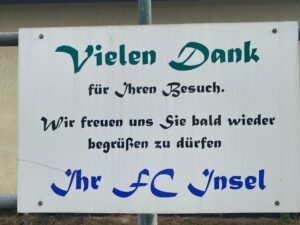 Vielen Dank
für Ihren Besuch.
Wir freuen uns Sie bald wieder
begrüßen zu dürfen
Ihr FC Insel